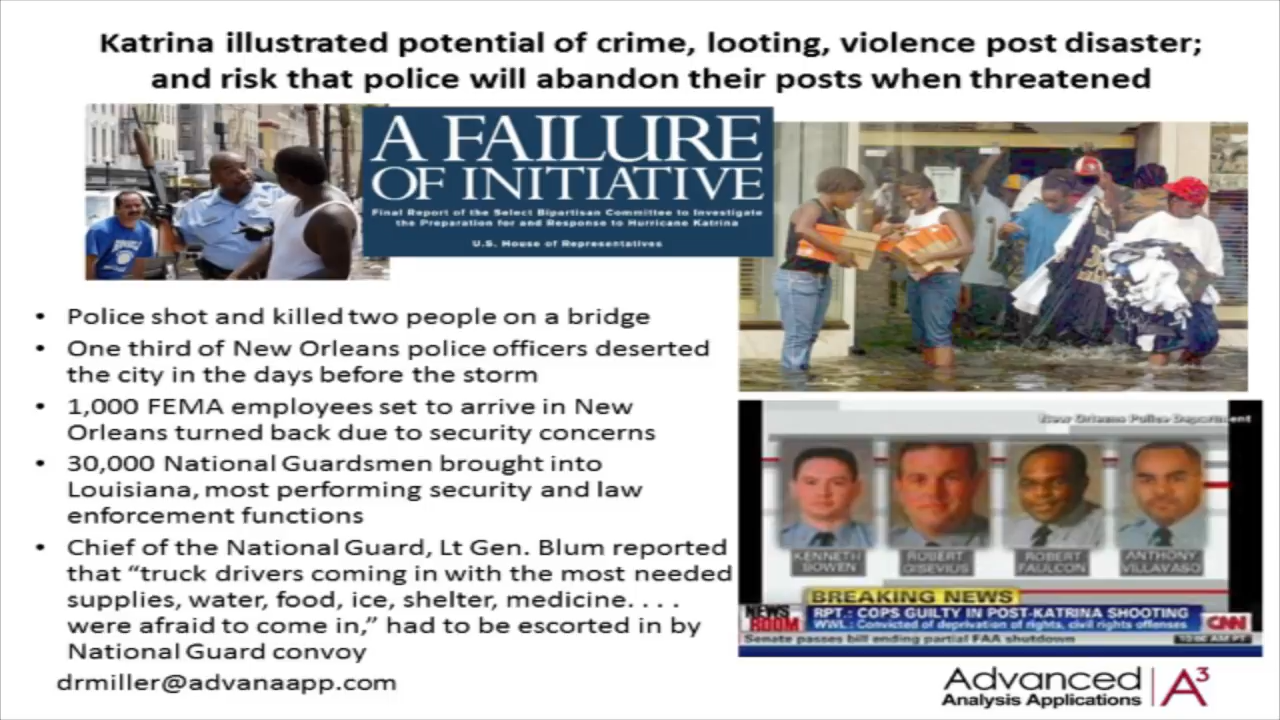 Katrina illustrated potential of crime, looting, violence post disaster;
and risk that police will abandon their posts when threatened
A FAILURE
OF INITIATIVE
Final Report of the Select Bipartisan Committee to Investigate
the Preparation for and Response to Hurricane Katrina
U.S. House of Representatives
• Police shot and killed two people on a bridge
• One third of New Orleans police officers deserted
the city in the days before the storm
• 1,000 FEMA employees set to arrive in New
Orleans turned back due to security concerns
• 30,000 National Guardsmen brought into
Louisiana, most performing security and law
enforcement functions
• Chief of the National Guard, Lt Gen. Blum reported
that “truck drivers coming in with the most needed
supplies, water, food, ice, shelter, medicine. . . .
were afraid to come in,” had to be escorted in by
National Guard convoy
drmiller@advanaapp.com
New Orleans Police Department
KENNETH
BOWEN
ROBERT
GISEVIUS
ROBERT
FAULCON
ANTHONY
VILLAVASO
BREAKING NEWS
NEWS
ROOM
RPT.: COPS GUILTY IN POST-KATRINA SHOOTING
WWL: Convicted of deprivation of rights, civil rights offenses
CNN
Senate passes bill ending partial FAA shutdown
AM PT
Advanced
Analysis Applications
A3